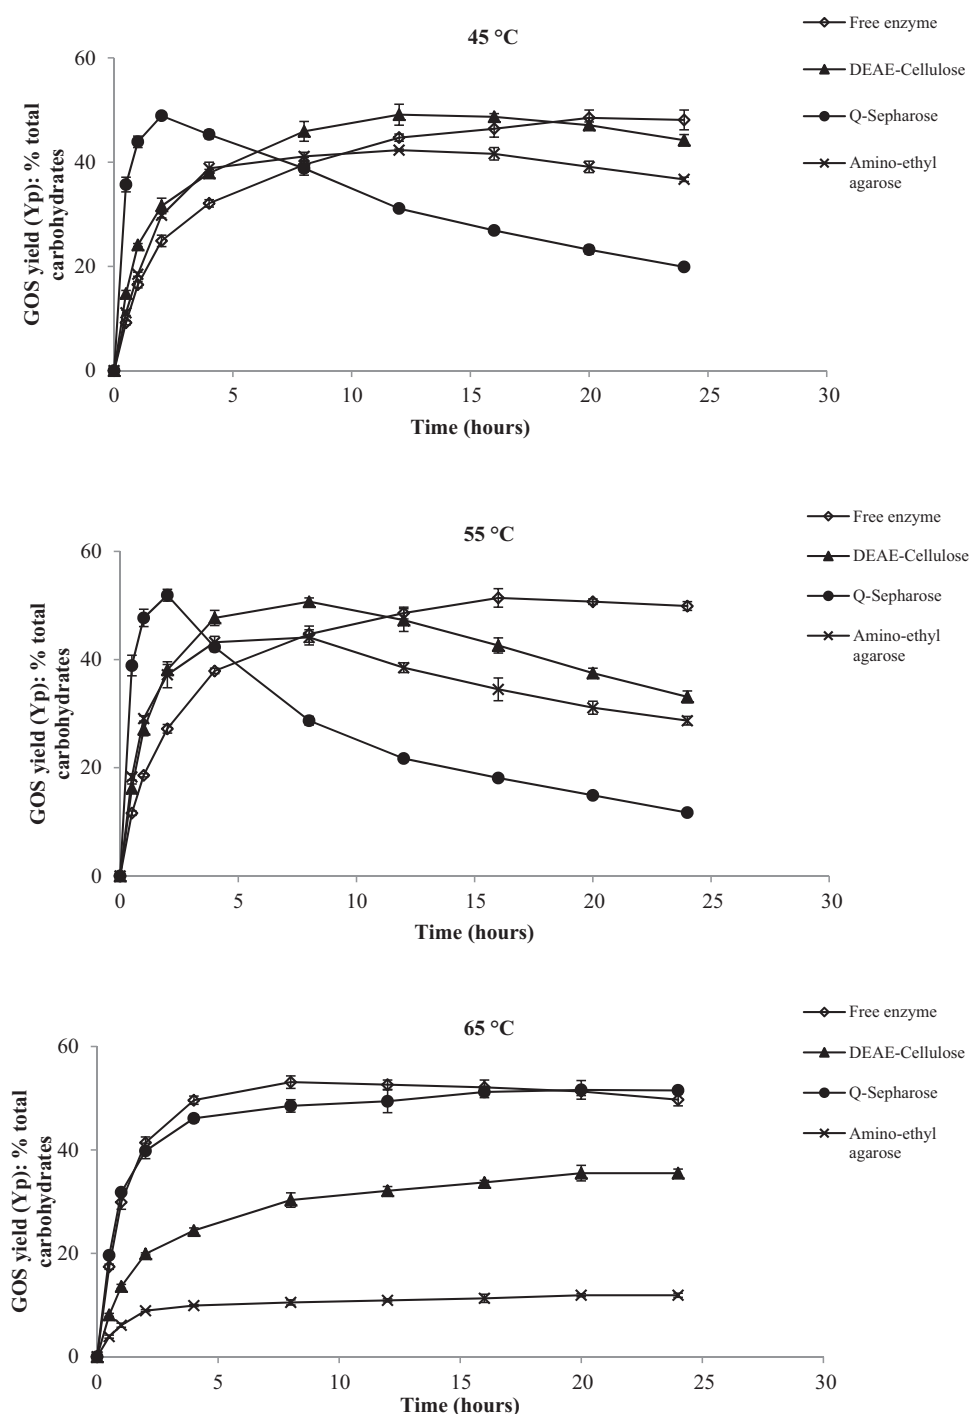 45 °C
Free enzyme
DEAE-Cellulose
Q-Sepharose
Amino-ethyl
agarose
GOS yield (Yp): % total
carbohydrates
60
40
20
0
0 5 10 15 20 25 30
Time (hours)
55 °C
Free enzyme
DEAE-Cellulose
Q-Sepharose
Amino-ethyl
agarose
GOS yield (Yp): % total
carbohydrates
60
40
20
0
0 5 10 15 20 25 30
Time (hours)
65 °C
Free enzyme
DEAE-Cellulose
Q-Sepharose
Amino-ethyl
agarose
GOS yield (Yp): % total
carbohydrates
60
40
20
0
0 5 10 15 20 25 30
Time (hours)